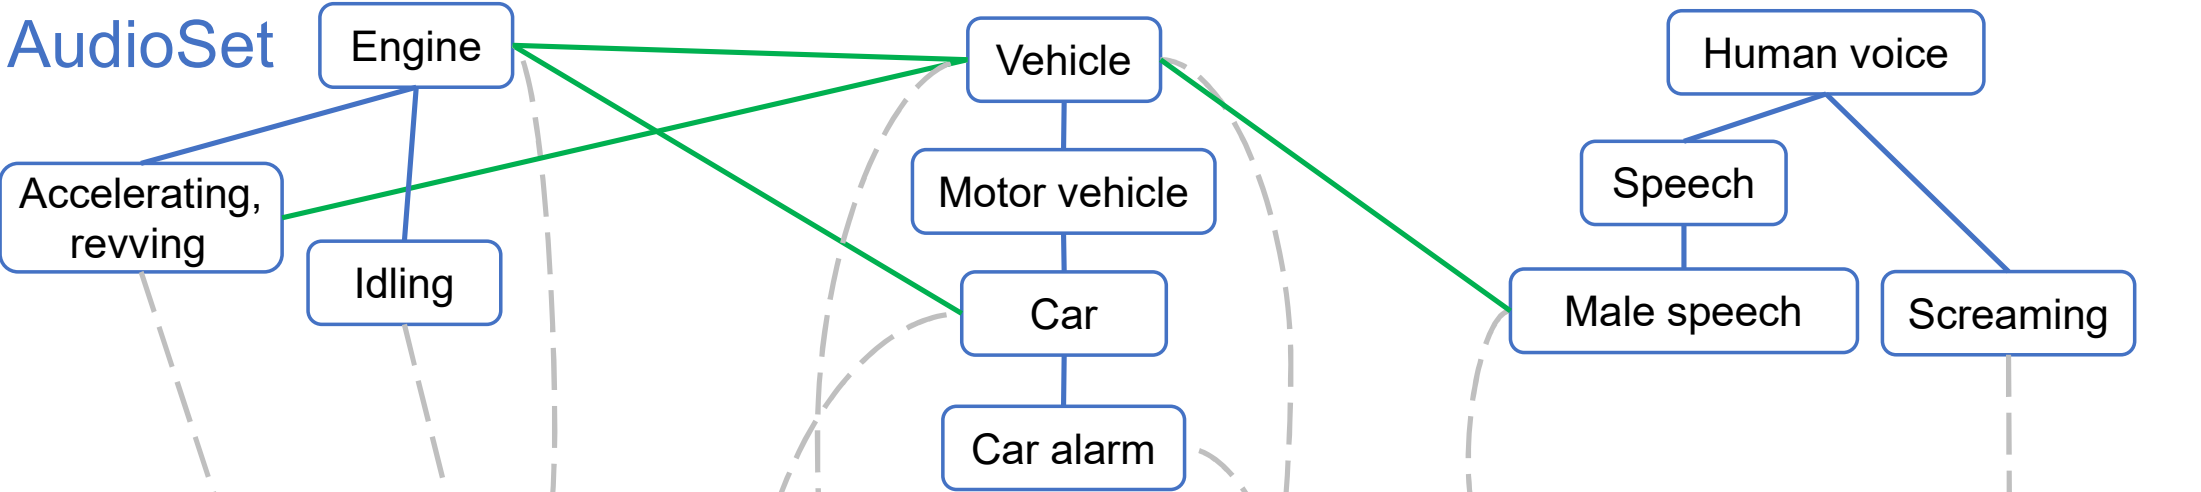 AudioSet
Engine
Vehicle
Human voice
Accelerating,
revving
Motor vehicle
Speech
Idling
Car
Male speech
Screaming
Car alarm